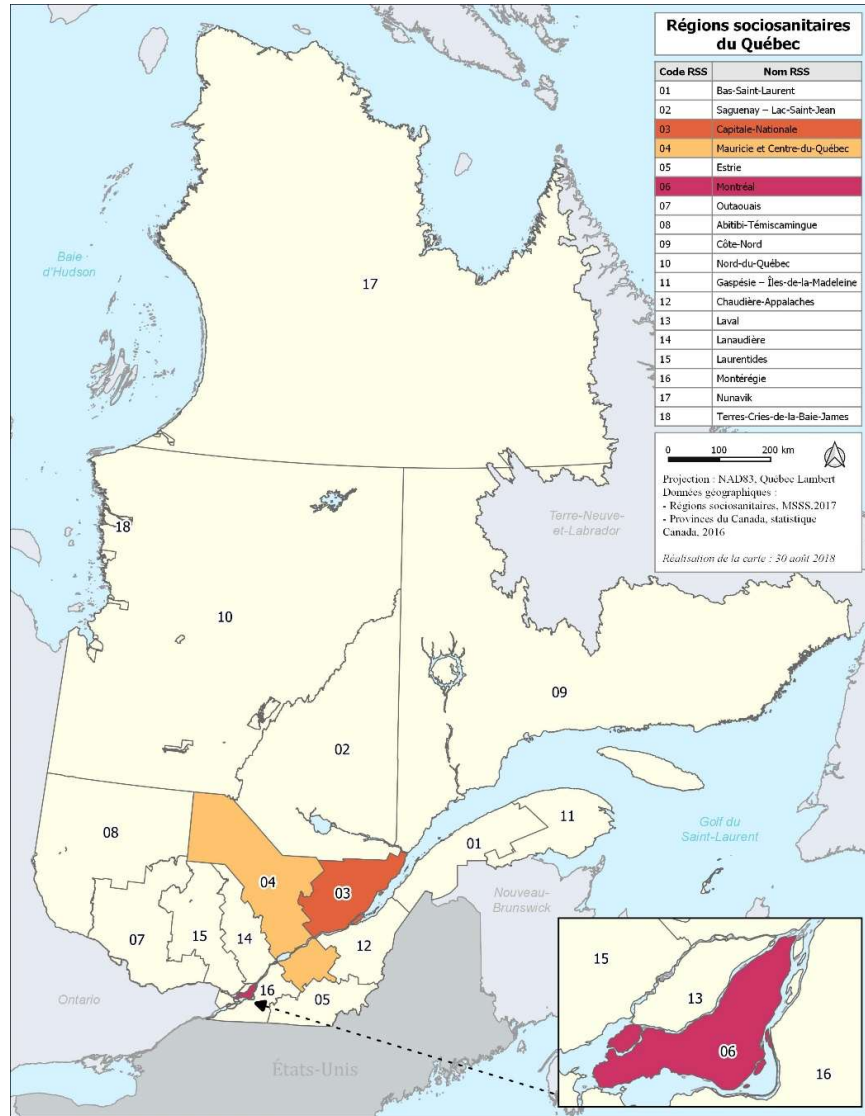 Régions sociosanitaires
du Québec
Code RSS Nom RSS
01 Bas-Saint-Laurent
02 Saguenay – Lac-Saint-Jean
03 Capitale-Nationale
04 Mauricie et Centre-du-Québec
05 Estrie
06 Montréal
07 Outaouais
08 Abitibi-Témiscamingue
09 Côte-Nord
10 Nord-du-Québec
11 Gaspésie – Îles-de-la-Madeleine
12 Chaudière-Appalaches
13 Laval
14 Lanaudière
15 Laurentides
16 Montérégie
17 Nunavik
18 Terres-Cries-de-la-Baie-James
0 100 200 km
Projection : NAD83, Québec Lambert
Données géographiques :
- Régions sociosanitaires, MSSS,2017
- Provinces du Canada, statistique
Canada, 2016
Réalisation de la carte : 30 août 2018
Baie
d'Hudson
17
Terre-Neuve-
et-Labrador
18
10
09
02
08
01
11
Golf du
Saint-Laurent
04
03
Nouveau-
Brunswick
07
15
14
12
16
05
Ontario
États-Unis
15
13
06
16